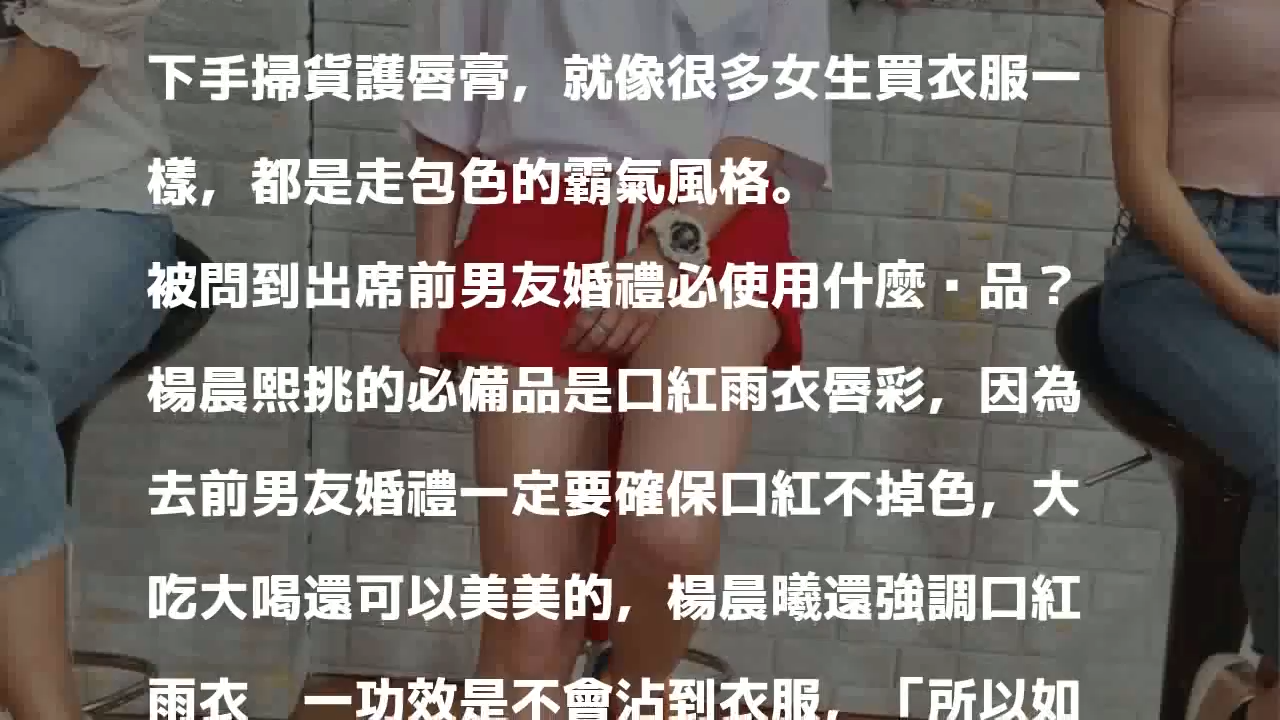 下手掃貨護唇膏，就像很多女生買衣服一
樣，都是走包色的霸氣風格。
被問到出席前男友婚禮必使用什麼·品？
楊晨熙挑的必備品是口紅雨衣唇彩，因為
去前男友婚禮一定要確保口紅不掉色，大
吃大喝還可以美美的，楊晨曦還強調口紅
雨衣　一功效是不會沾到衣服，「所以如